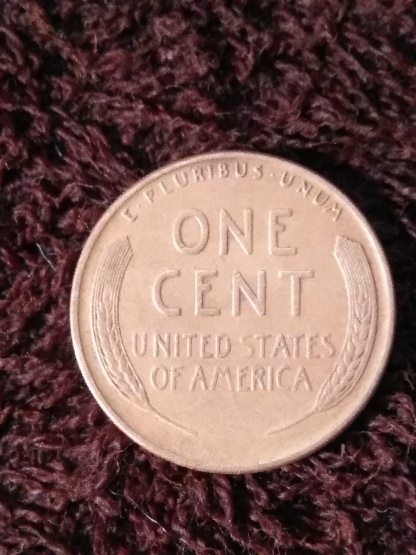 E·PLURIBUS·UNUM
ONE
CENT
UNITED STATES
OF AMERICA